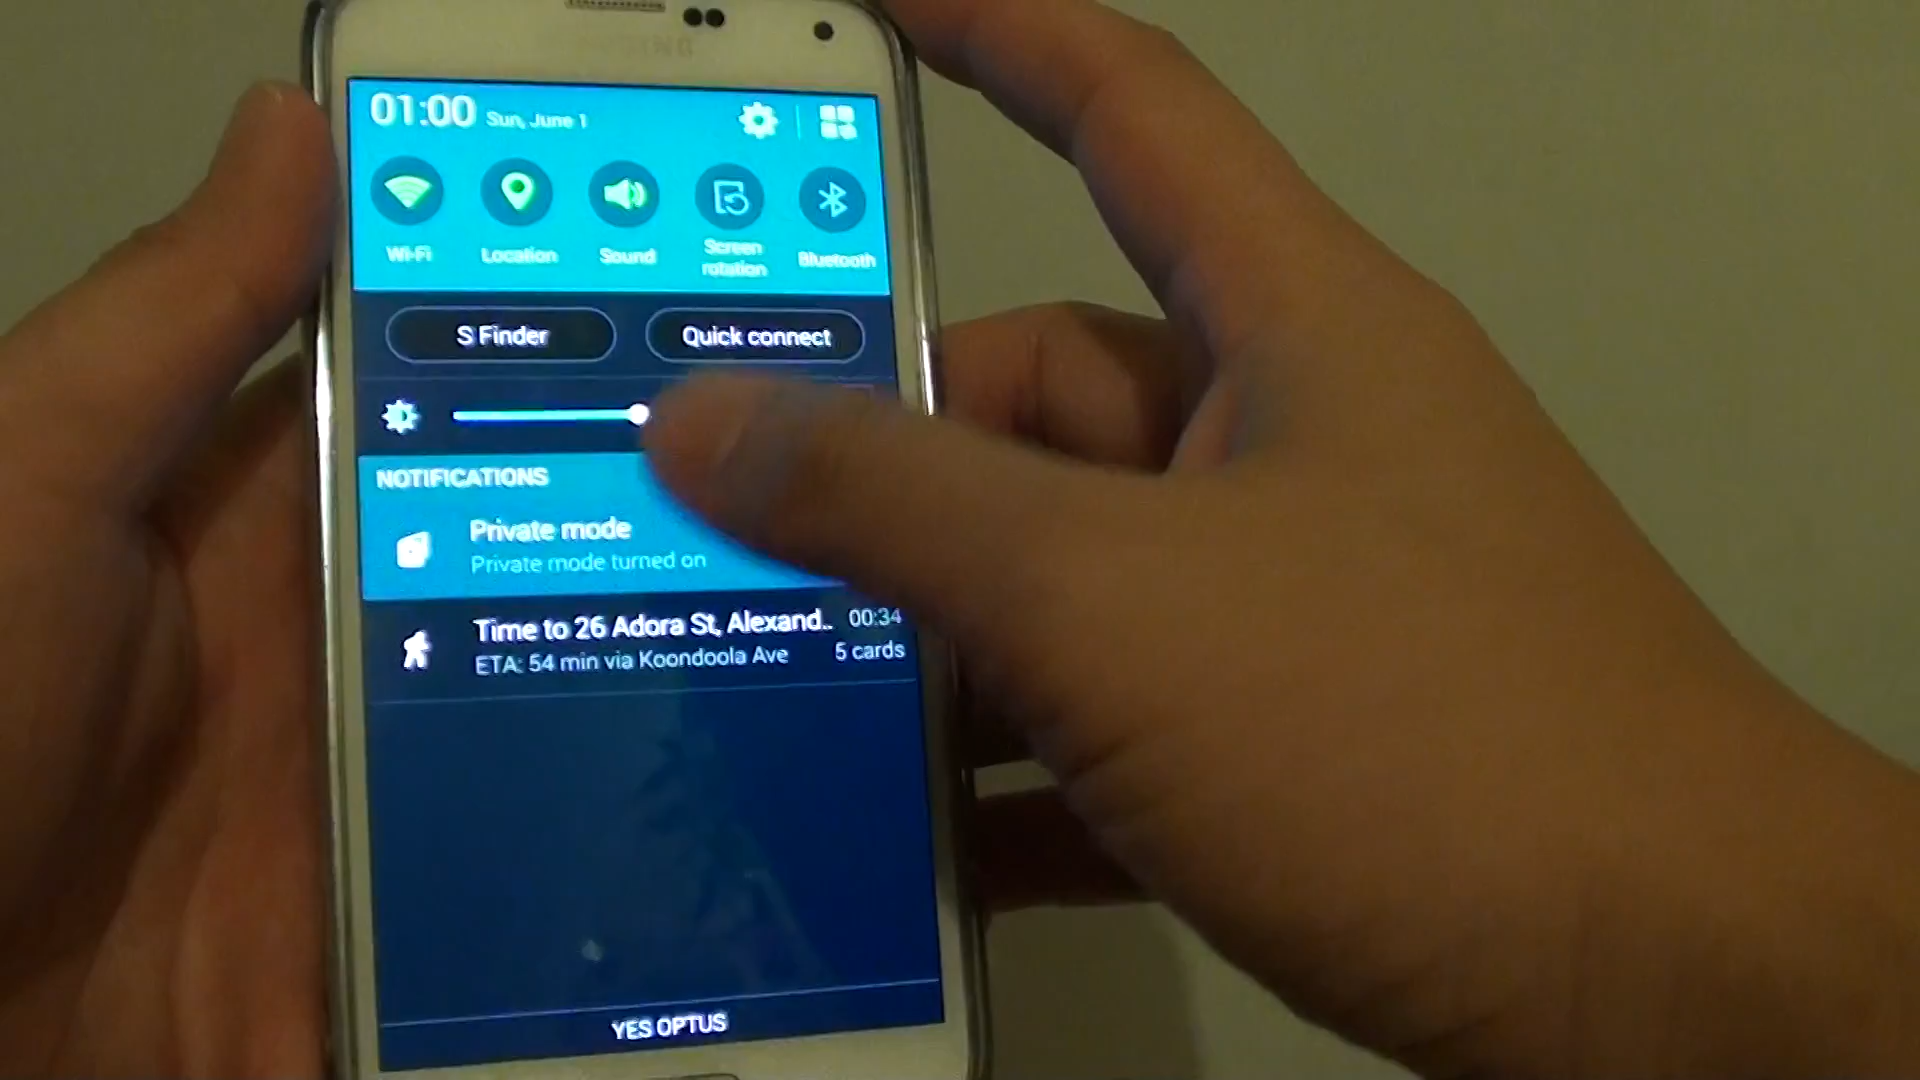 SAMSUNG
01:00 Sun, June 1
Wi-Fi Location Sound Screen rotation Bluetooth
S Finder Quick connect
NOTIFICATIONS
Private mode
Private mode turned on
Time to 26 Adora St, Alexand.. 00:34
ETA: 54 min via Koondoola Ave 5 cards
YES OPTUS